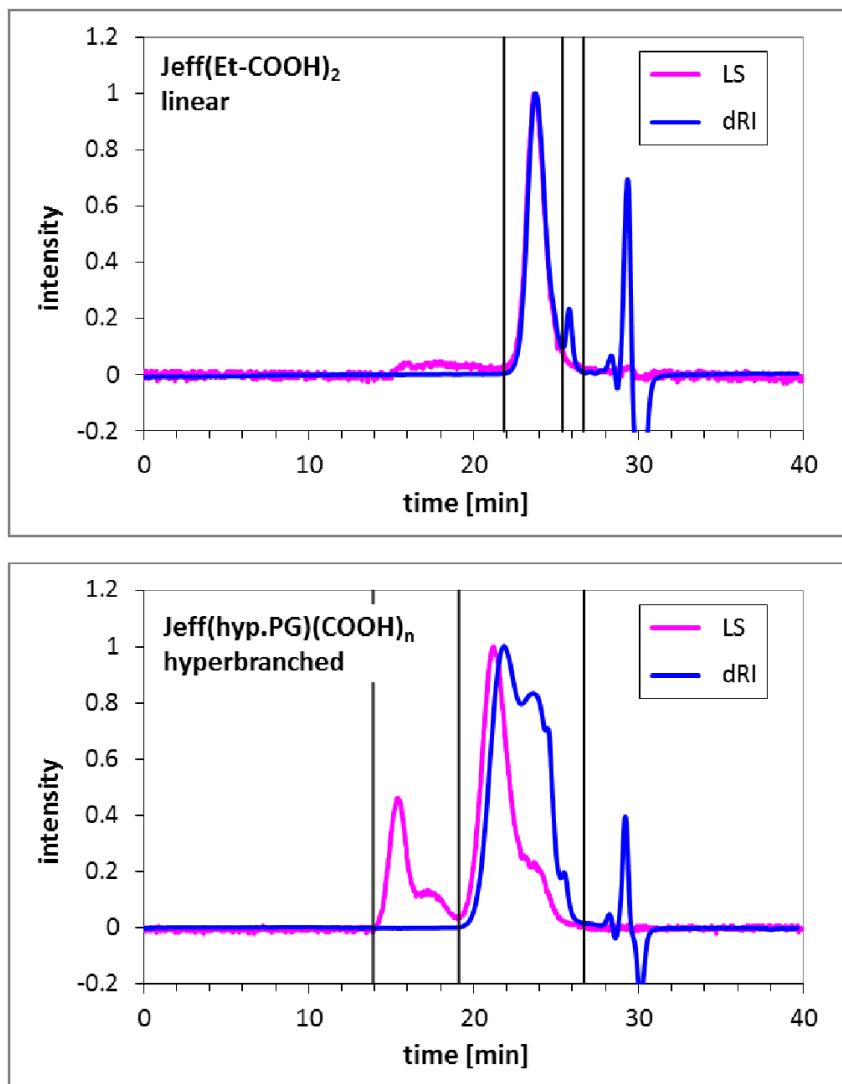 1.2
1
0.8
0.6
0.4
0.2
0
-0.2
intensity
Jeff(Et-COOH)2
linear
LS
dRI
0 10 20 30 40
time [min]
1.2
1
0.8
0.6
0.4
0.2
0
-0.2
intensity
Jeff(hyp.PG)(COOH)n
hyperbranched
LS
dRI
0 10 20 30 40
time [min]